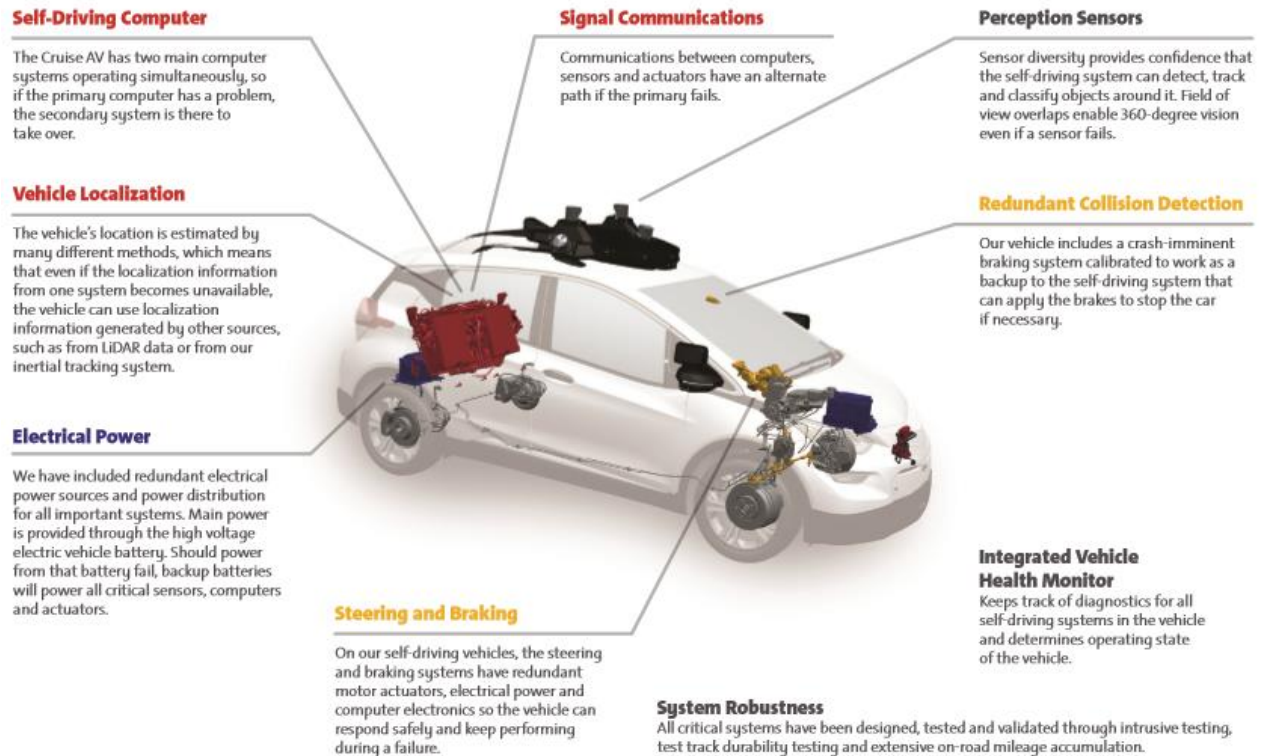 Self-Driving Computer
The Cruise AV has two main computer
systems operating simultaneously, so
if the primary computer has a problem,
the secondary system is there to
take over.
Signal Communications
Communications between computers,
sensors and actuators have an alternate
path if the primary fails.
Perception Sensors
Sensor diversity provides confidence that
the self-driving system can detect, track
and classify objects around it. Field of
view overlaps enable 360-degree vision
even if a sensor fails.
Vehicle Localization
The vehicle's location is estimated by
many different methods, which means
that even if the localization information
from one system becomes unavailable,
the vehicle can use localization
information generated by other sources,
such as from LiDAR data or from our
inertial tracking system.
Redundant Collision Detection
Our vehicle includes a crash-imminent
braking system calibrated to work as a
backup to the self-driving system that
can apply the brakes to stop the car
if necessary.
Electrical Power
We have included redundant electrical
power sources and power distribution
for all important systems. Main power
is provided through the high voltage
electric vehicle battery. Should power
from that battery fail, backup batteries
will power all critical sensors, computers
and actuators.
Steering and Braking
On our self-driving vehicles, the steering
and braking systems have redundant
motor actuators, electrical power and
computer electronics so the vehicle can
respond safely and keep performing
during a failure.
Integrated Vehicle
Health Monitor
Keeps track of diagnostics for all
self-driving systems in the vehicle
and determines operating state
of the vehicle.
System Robustness
All critical systems have been designed, tested and validated through intrusive testing,
test track durability testing and extensive on-road mileage accumulation.